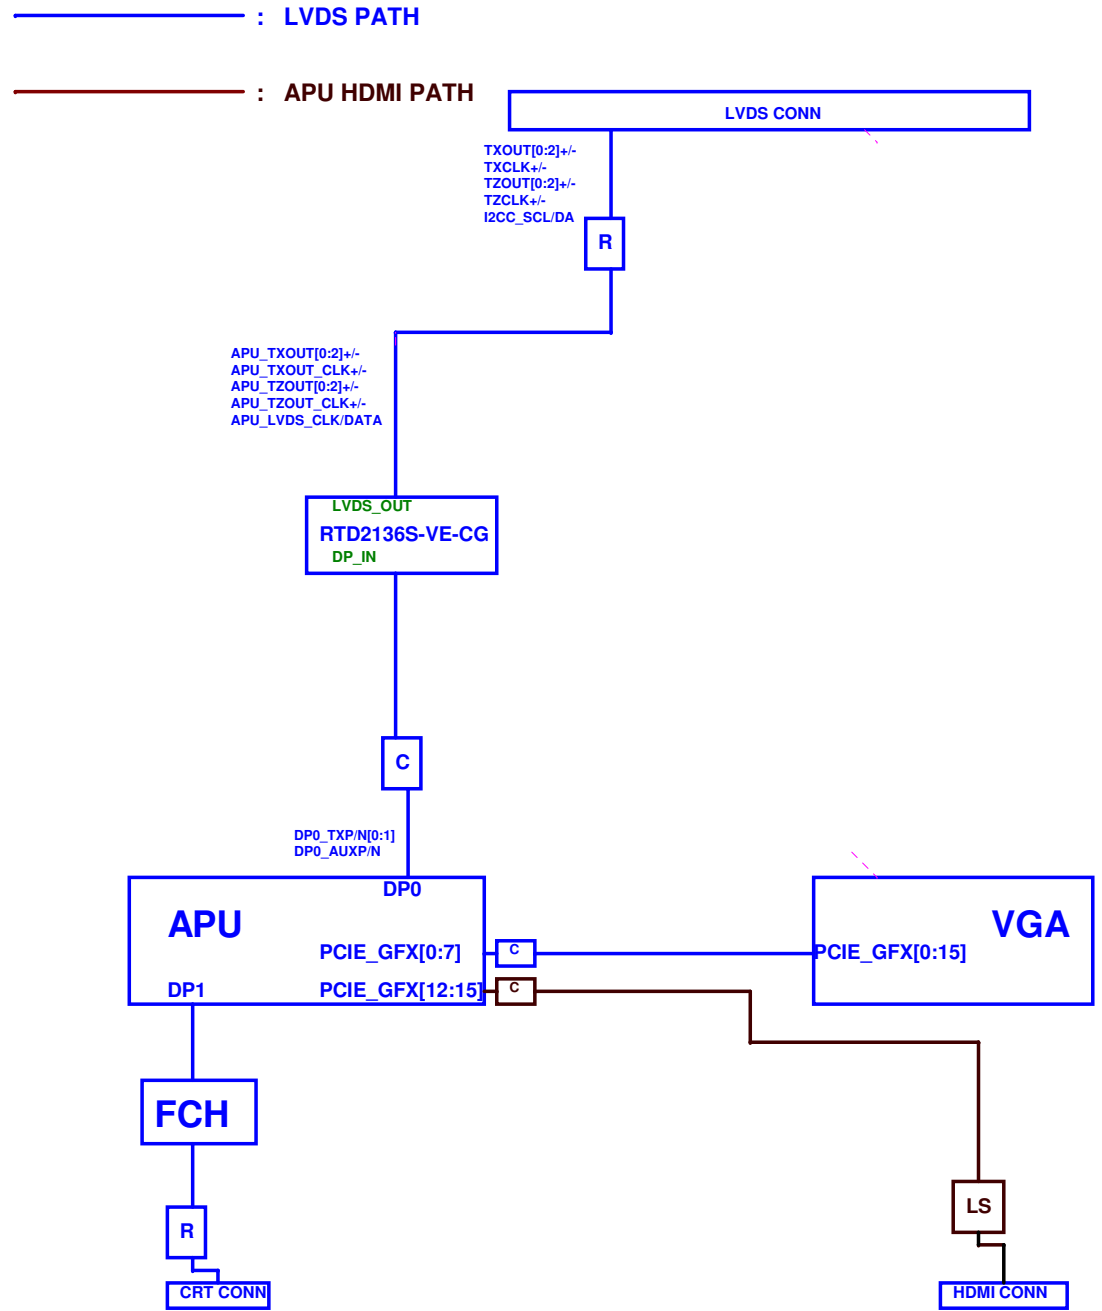 : LVDS PATH
: APU HDMI PATH
LVDS CONN
TXOUT[0:2]+/-
TXCLK+/-
TZOUT[0:2]+/-
TZCLK+/-
I2CC_SCL/DA
R
APU_TXOUT[0:2]+/-
APU_TXOUT_CLK+/-
APU_TZOUT[0:2]+/-
APU_TZOUT_CLK+/-
APU_LVDS_CLK/DATA
LVDS_OUT
RTD2136S-VE-CG
DP_IN
C
DP0_TXP/N[0:1]
DP0_AUXP/N
DP0
APU
VGA
PCIE_GFX[0:7]
C
PCIE_GFX[0:15]
DP1
PCIE_GFX[12:15]
C
FCH
LS
R
CRT CONN
HDMI CONN